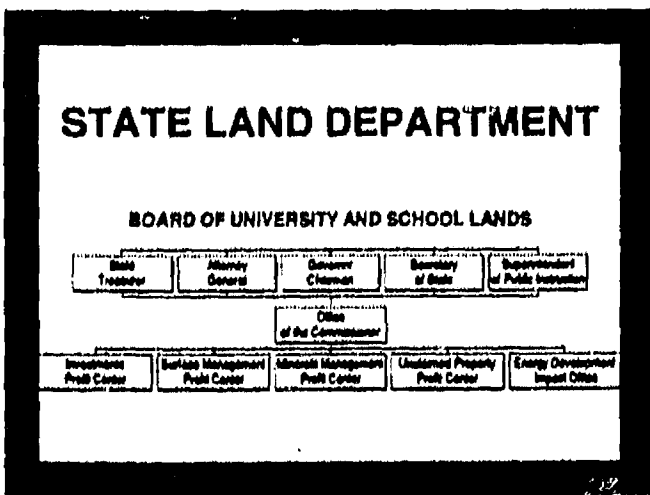 STATE LAND DEPARTMENT
BOARD OF UNIVERSITY AND SCHOOL LANDS
State
Treasurer
Attorney
General
Governor
Chairman
Secretary
of State
Superintendent
of Public Instruction
Office
of the Commissioner
Investments
Profit Center
Surface Management
Profit Center
Minerals Management
Profit Center
Unclaimed Property
Profit Center
Energy Development
Impact Office